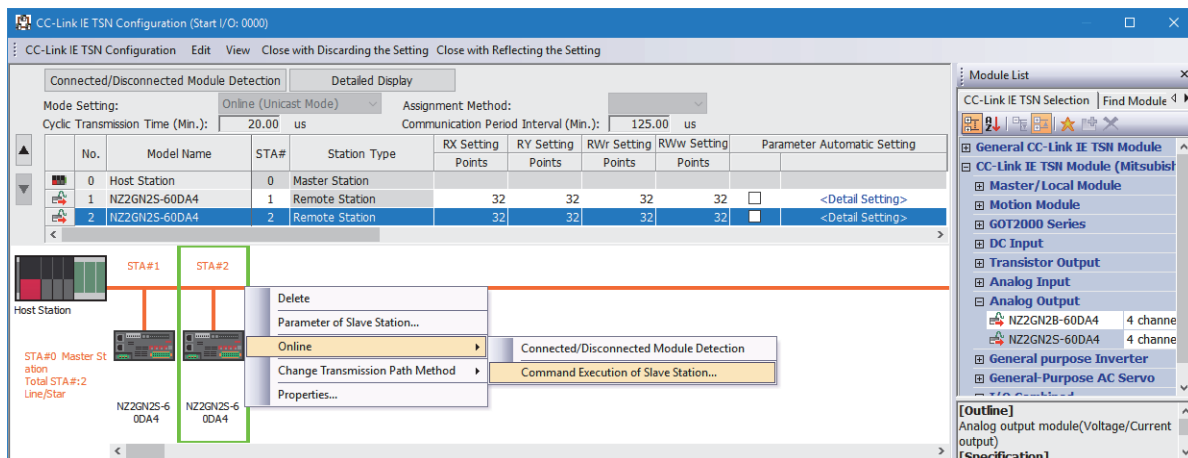 CC-Link IE TSN Configuration (Start I/O: 0000)
CC-Link IE TSN Configuration Edit View Close with Discarding the Setting Close with Reflecting the Setting
Connected/Disconnected Module Detection Detailed Display
Mode Setting: Online (Unicast Mode) Assignment Method:
Cyclic Transmission Time (Min.): 20.00 us Communication Period Interval (Min.): 125.00 us
No. Model Name STA# Station Type RX Setting RY Setting RWr Setting RWw Setting Parameter Automatic Setting
Points Points Points Points
0 Host Station 0 Master Station
1 NZ2GN2S-60DA4 1 Remote Station 32 32 32 32 <Detail Setting>
2 NZ2GN2S-60DA4 2 Remote Station 32 32 32 32 <Detail Setting>
STA#1 STA#2
Host Station
STA#0 Master St
ation
Total STA#:2
Line/Star
NZ2GN2S-6
0DA4
NZ2GN2S-6
0DA4
Delete
Parameter of Slave Station...
Online
Change Transmission Path Method
Properties...
Connected/Disconnected Module Detection
Command Execution of Slave Station...
Module List
CC-Link IE TSN Selection Find Module
General CC-Link IE TSN Module
CC-Link IE TSN Module (Mitsubish
Master/Local Module
Motion Module
GOT2000 Series
DC Input
Transistor Output
Analog Input
Analog Output
NZ2GN2B-60DA4 4 channe
NZ2GN2S-60DA4 4 channe
General purpose Inverter
General-Purpose AC Servo
I/O Combined
[Outline]
Analog output module(Voltage/Current
output)
[Specification]